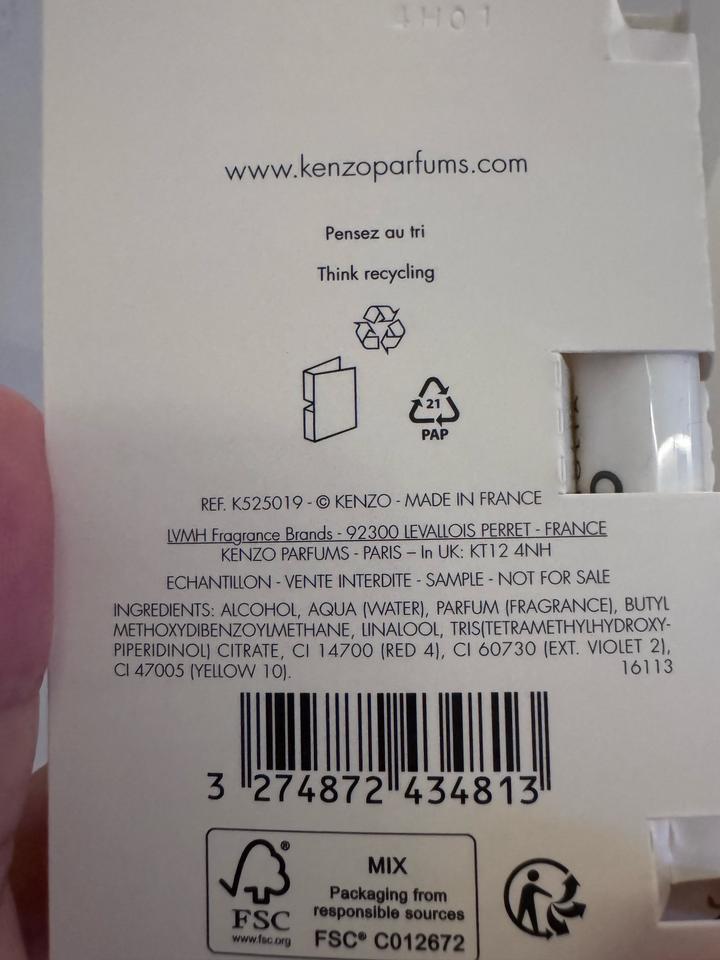 4H01
www.kenzoparfums.com
Pensez au tri
Think recycling
21
PAP
REF. K525019 - © KENZO - MADE IN FRANCE
LVMH Fragrance Brands - 92300 LEVALLOIS PERRET - FRANCE
KENZO PARFUMS - PARIS – In UK: KT12 4NH
ECHANTILLON - VENTE INTERDITE - SAMPLE - NOT FOR SALE
INGREDIENTS: ALCOHOL, AQUA (WATER), PARFUM (FRAGRANCE), BUTYL
METHOXYDIBENZOYLMETHANE, LINALOOL, TRIS(TETRAMETHYLHYDROXY-
PIPERIDINOL) CITRATE, CI 14700 (RED 4), CI 60730 (EXT. VIOLET 2),
CI 47005 (YELLOW 10). 16113
3 274872 434813
FSC®
www.fsc.org
MIX
Packaging from
responsible sources
FSC® C012672